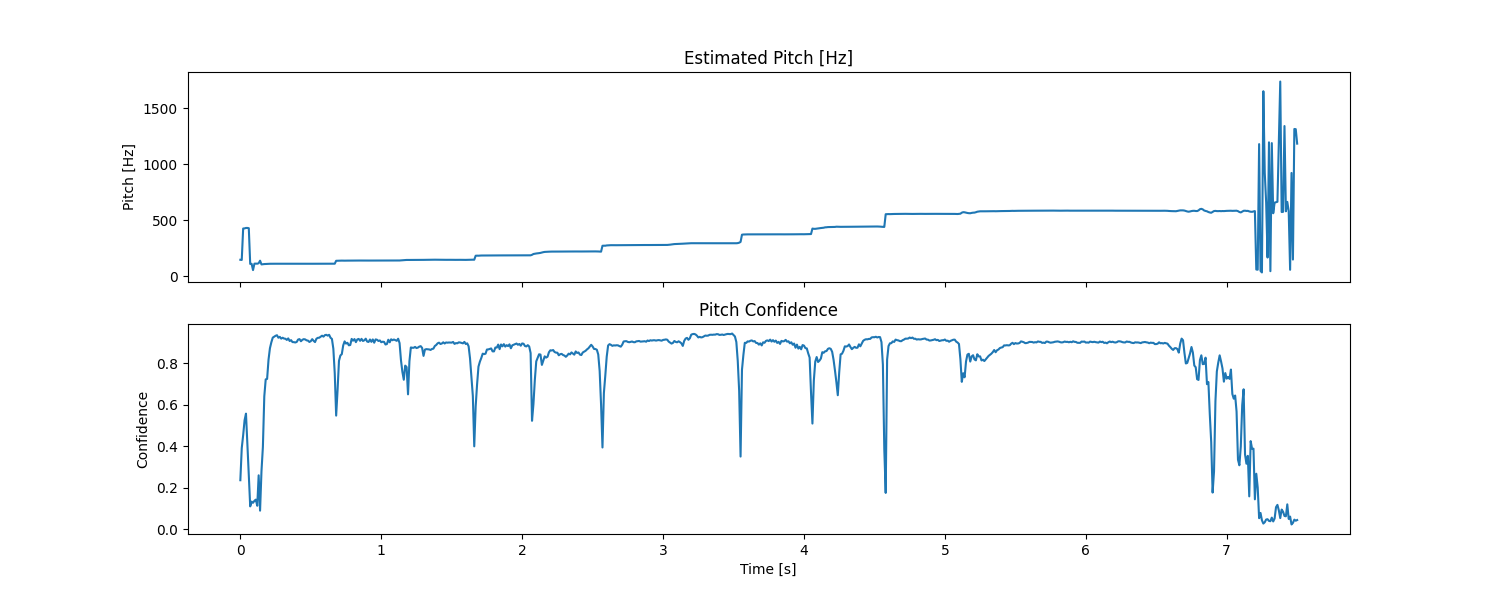 Estimated Pitch [Hz]
Pitch [Hz]
1500
1000
500
0
Pitch Confidence
Confidence
0.8
0.6
0.4
0.2
0.0
0 1 2 3 4 5 6 7
Time [s]